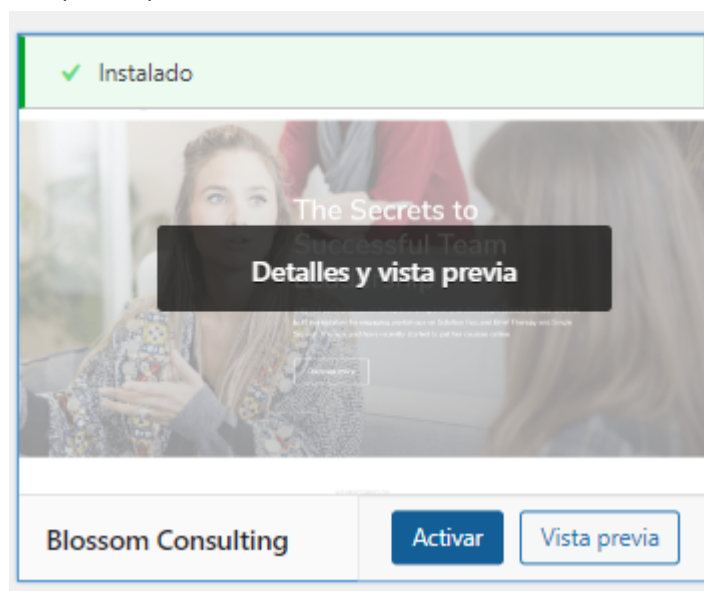 Instalado
The Secrets to
Successful Team
Detalles y vista previa
Blossom Consulting
Activar
Vista previa